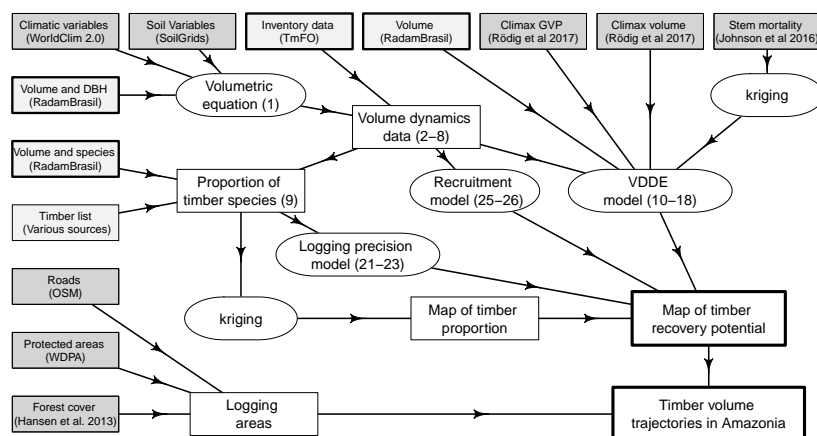 Climatic variables
(WorldClim 2.0)
Soil Variables
(SoilGrids)
Inventory data
(TmFO)
Volume
(RadamBrasil)
Climax GVP
(Rödig et al 2017)
Climax volume
(Rödig et al 2017)
Stem mortality
(Johnson et al 2016)
Volume and DBH
(RadamBrasil)
Volumetric
equation (1)
kriging
Volume dynamics
data (2−8)
Volume and species
(RadamBrasil)
Proportion of
timber species (9)
Recruitment
model (25−26)
VDDE
model (10−18)
Timber list
(Various sources)
Logging precision
model (21−23)
Roads
(OSM)
kriging
Map of timber
proportion
Map of timber
recovery potential
Protected areas
(WDPA)
Forest cover
(Hansen et al. 2013)
Logging
areas
Timber volume
trajectories in Amazonia